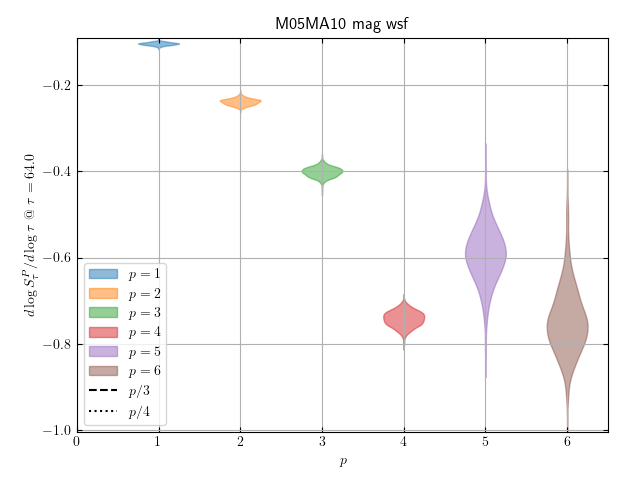 M05MA10 mag wsf
d log S_τ^P / d log τ @ τ = 64.0
−0.2
−0.4
−0.6
−0.8
−1.0
p = 1
p = 2
p = 3
p = 4
p = 5
p = 6
p/3
p/4
0 1 2 3 4 5 6
p